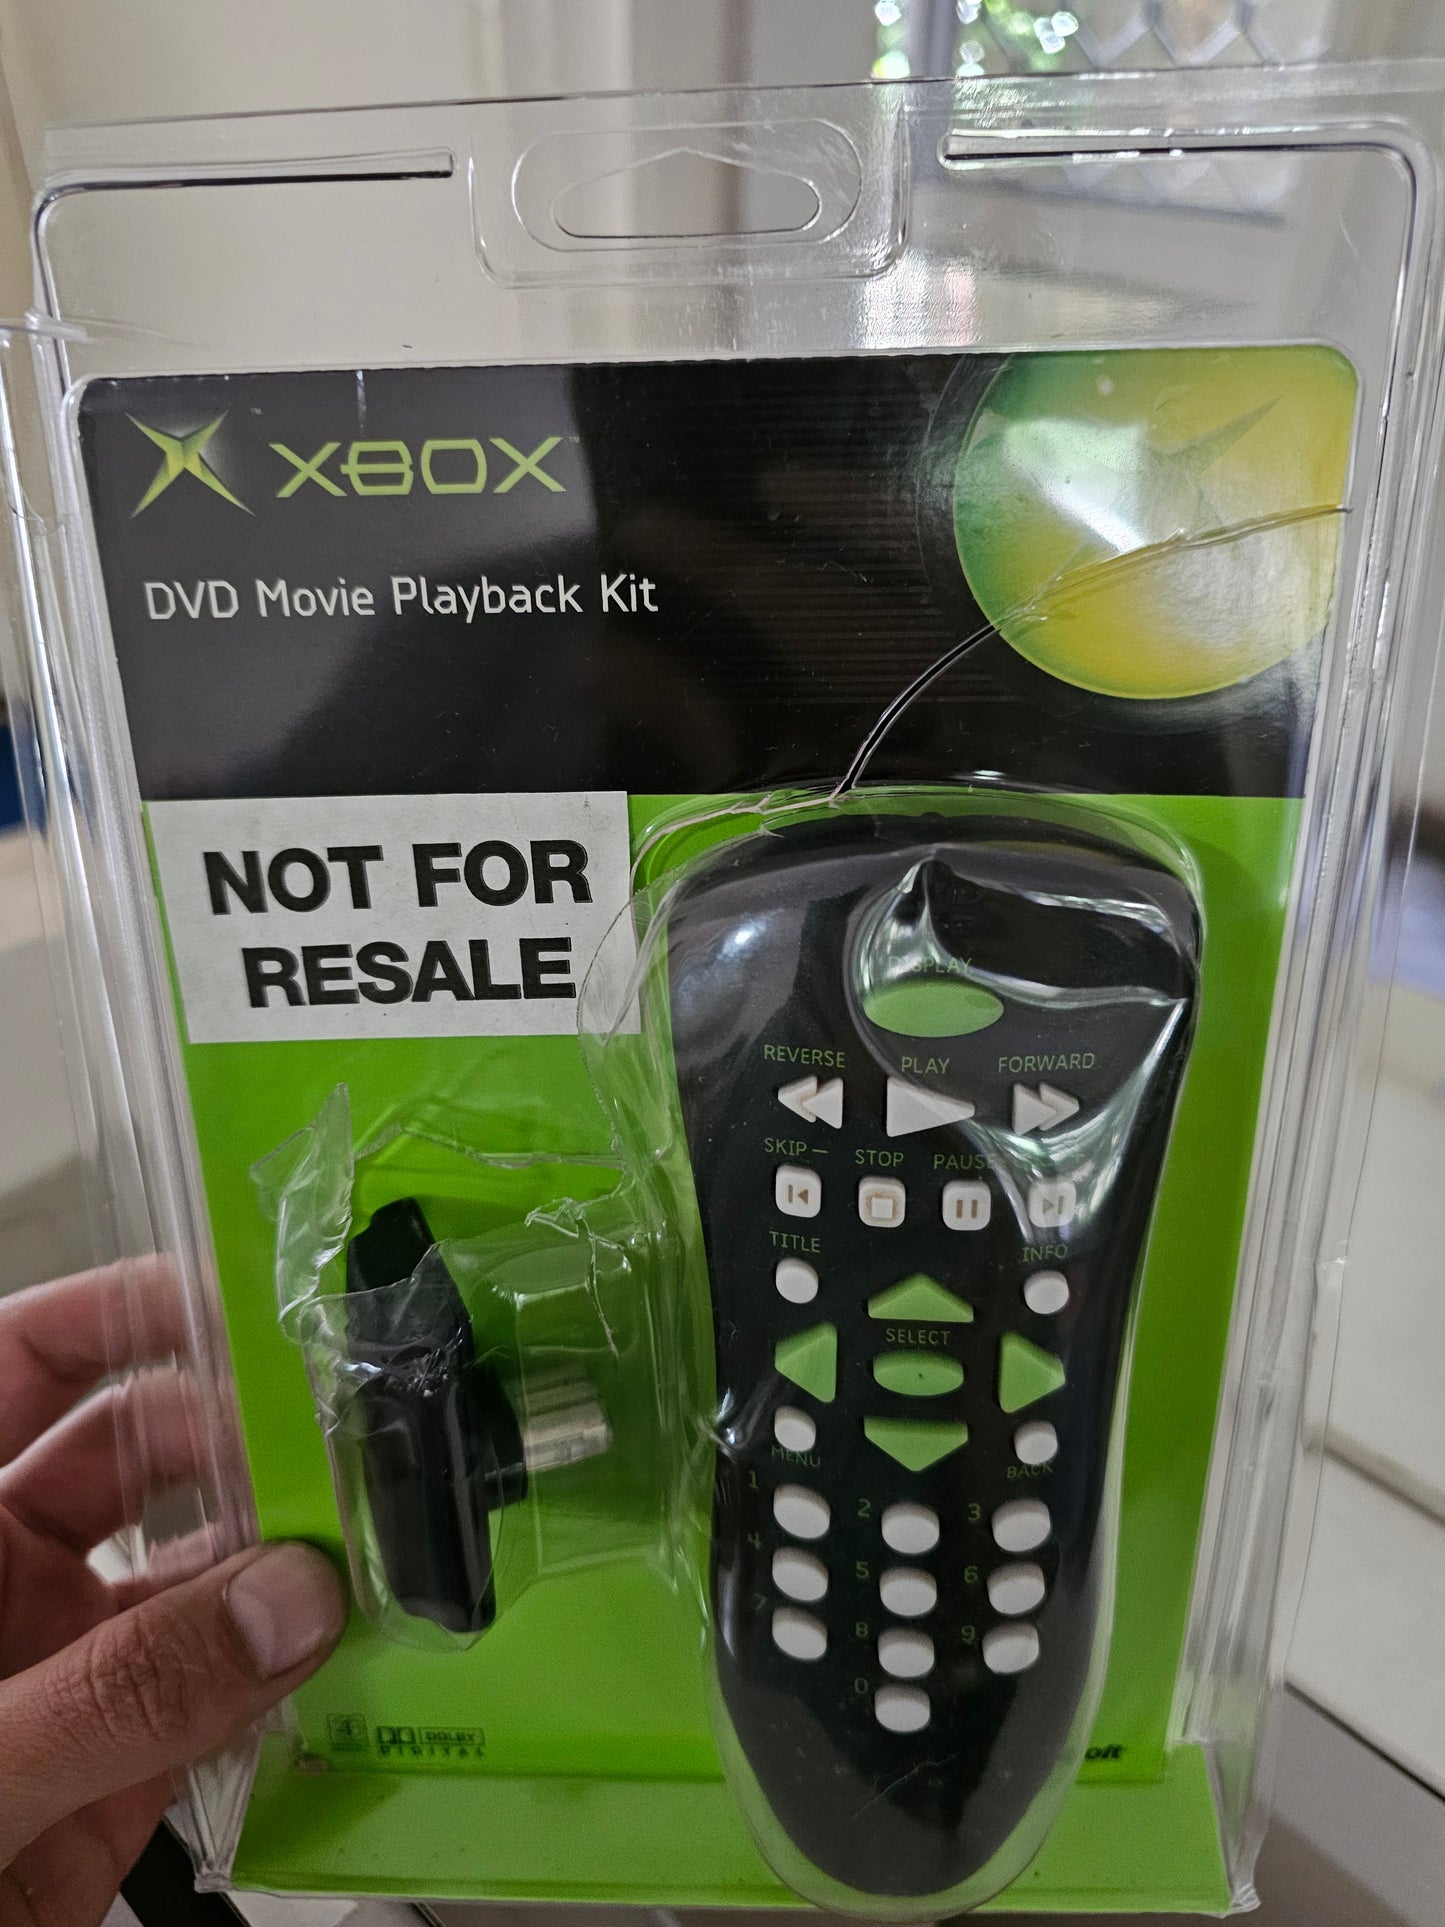 XBOX
DVD Movie Playback Kit
NOT FOR
RESALE
DISPLAY
REVERSE PLAY FORWARD
SKIP – STOP PAUSE
TITLE INFO
SELECT
MENU BACK
1 2 3
4 5 6
7 8 9
0
DOLBY
DIGITAL